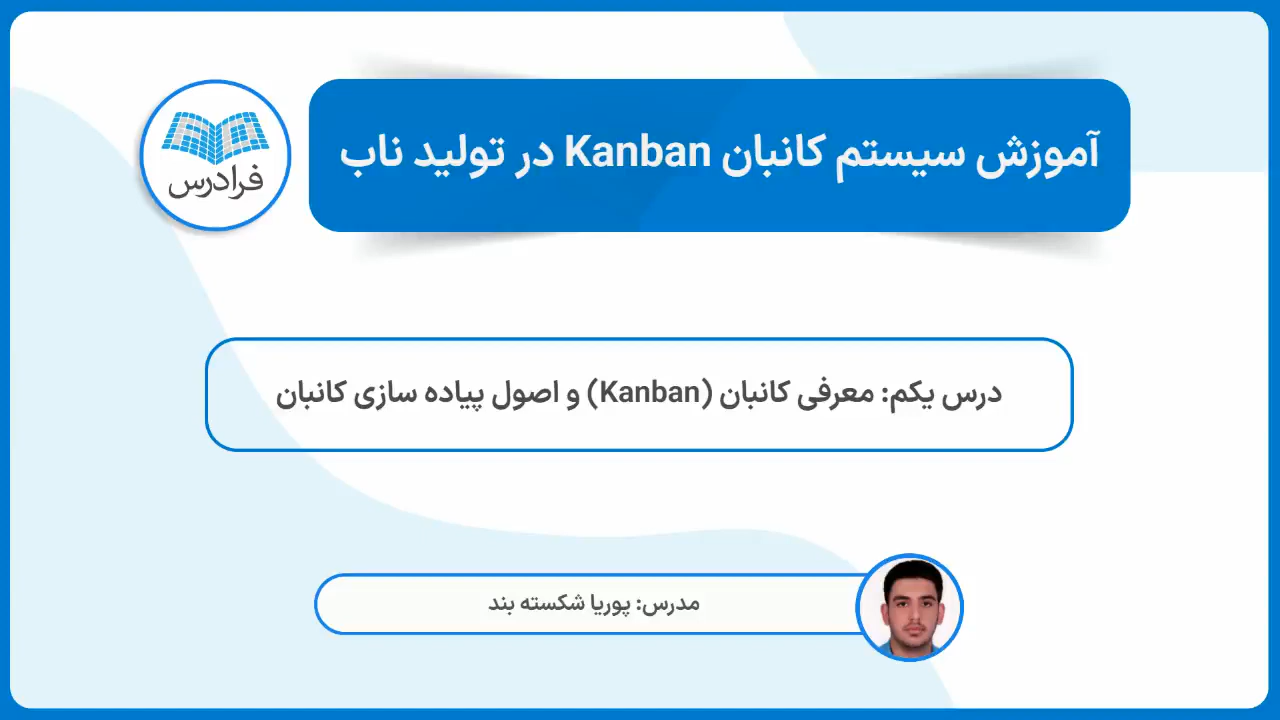 آموزش سیستم کانبان Kanban در تولید ناب
فرادرس
درس یکم: معرفی کانبان (Kanban) و اصول پیاده سازی کانبان
مدرس: پوریا شکسته بند